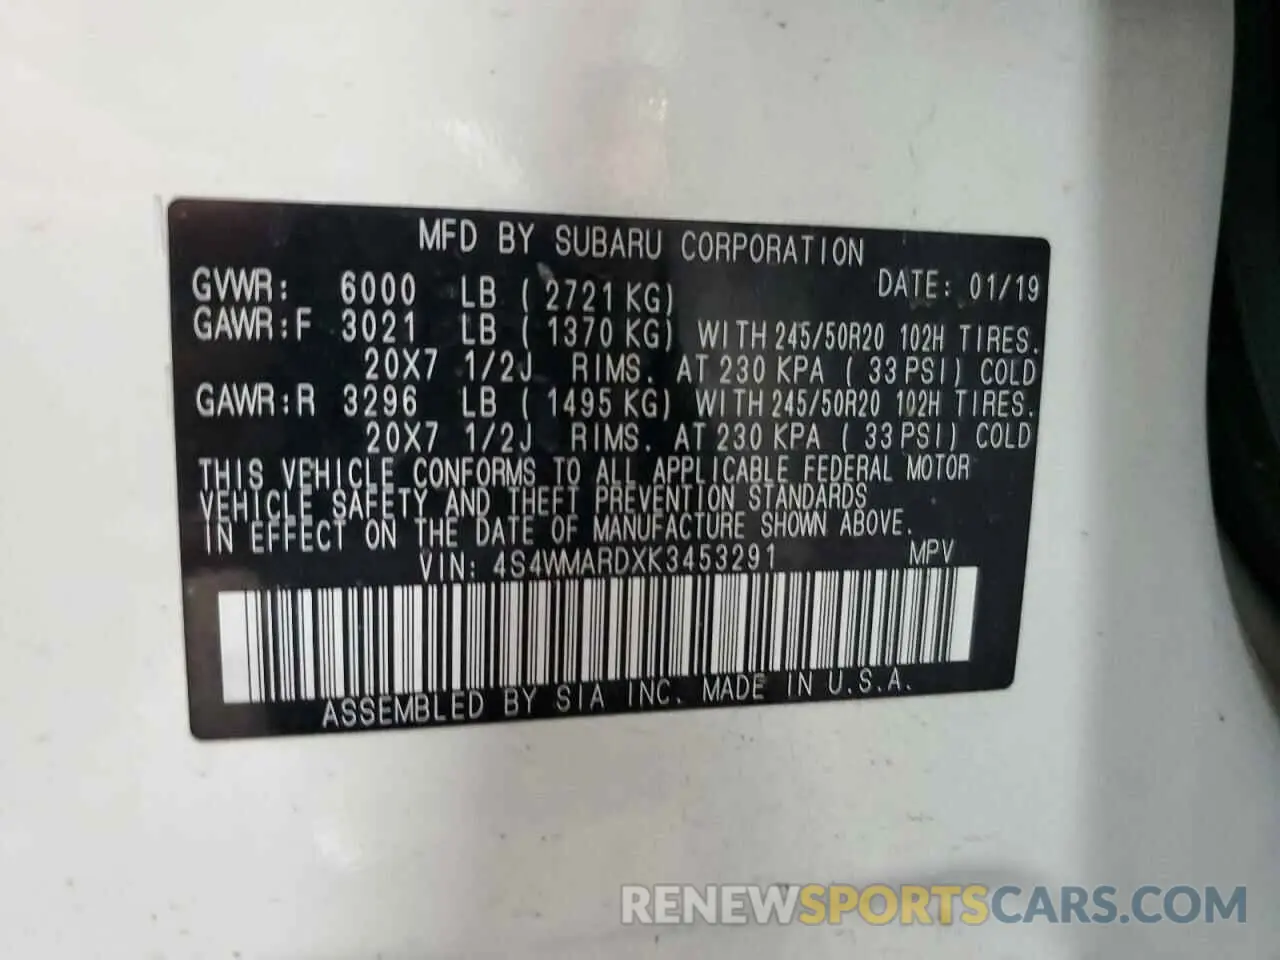 MFD BY SUBARU CORPORATION
GVWR: 6000 LB ( 2721 KG) DATE: 01/19
GAWR:F 3021 LB ( 1370 KG) WITH 245/50R20 102H TIRES.
20X7 1/2J RIMS. AT 230 KPA ( 33 PSI) COLD
GAWR:R 3296 LB ( 1495 KG) WITH 245/50R20 102H TIRES.
20X7 1/2J RIMS. AT 230 KPA ( 33 PSI) COLD
THIS VEHICLE CONFORMS TO ALL APPLICABLE FEDERAL MOTOR
VEHICLE SAFETY AND THEFT PREVENTION STANDARDS
IN EFFECT ON THE DATE OF MANUFACTURE SHOWN ABOVE.
VIN: 4S4WMARDXK3453291 MPV
ASSEMBLED BY SIA INC. MADE IN U.S.A.
RENEWSPORTSCARS.COM